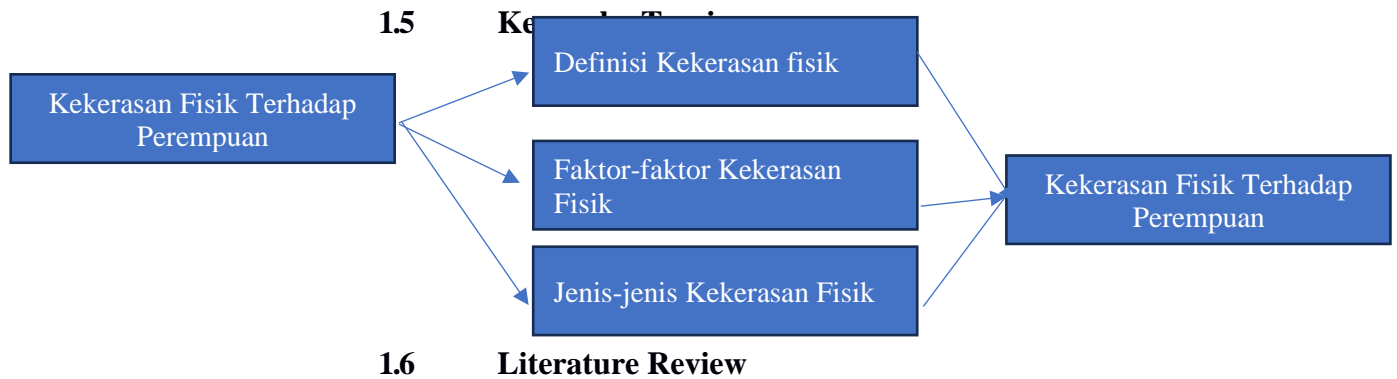 1.5
Definisi Kekerasan fisik
Kekerasan Fisik Terhadap
Perempuan
Faktor-faktor Kekerasan
Fisik
Jenis-jenis Kekerasan Fisik
Kekerasan Fisik Terhadap
Perempuan
1.6 Literature Review